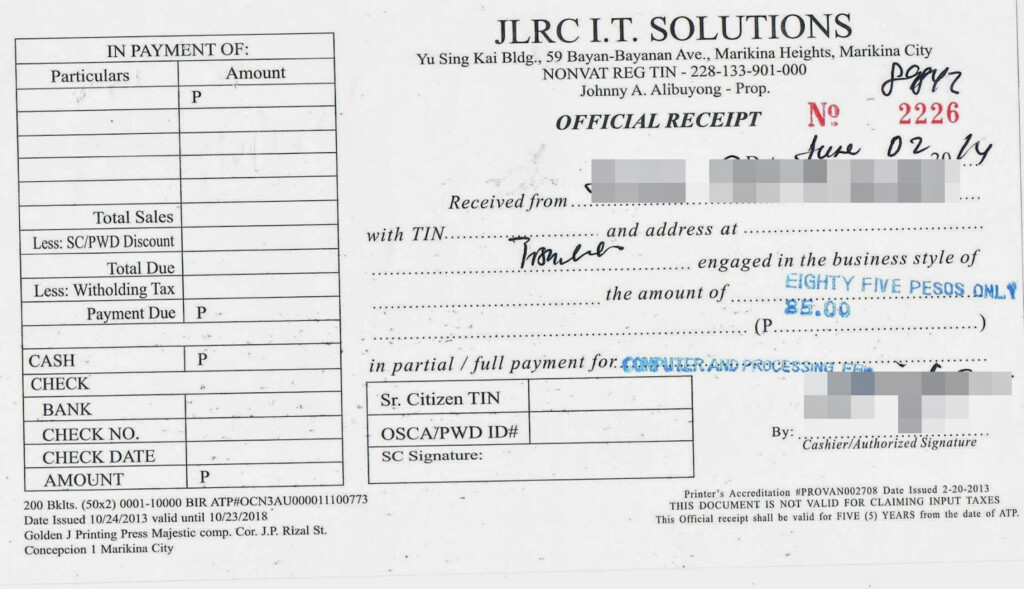 IN PAYMENT OF:
Particulars Amount
P
Total Sales
Less: SC/PWD Discount
Total Due
Less: Witholding Tax
Payment Due P
CASH P
CHECK
BANK
CHECK NO.
CHECK DATE
AMOUNT P
200 Bklts. (50x2) 0001-10000 BIR ATP#OCN3AU000011100773
Date Issued 10/24/2013 valid until 10/23/2018
Golden J Printing Press Majestic comp. Cor. J.P. Rizal St.
Concepcion 1 Marikina City
JLRC I.T. SOLUTIONS
Yu Sing Kai Bldg., 59 Bayan-Bayanan Ave., Marikina Heights, Marikina City
NONVAT REG TIN - 228-133-901-000
Johnny A. Alibuyong - Prop.
89842
OFFICIAL RECEIPT Nº 2226
June 02 2014
Received from
with TIN and address at
engaged in the business style of
the amount of EIGHTY FIVE PESOS ONLY
85.00
(P )
in partial / full payment for COMPUTER AND PROCESSING FEE
Sr. Citizen TIN
OSCA/PWD ID#
SC Signature:
By:
Cashier/Authorized Signature
Printer's Accreditation #PROVAN002708 Date Issued 2-20-2013
THIS DOCUMENT IS NOT VALID FOR CLAIMING INPUT TAXES
This Official receipt shall be valid for FIVE (5) YEARS from the date of ATP.